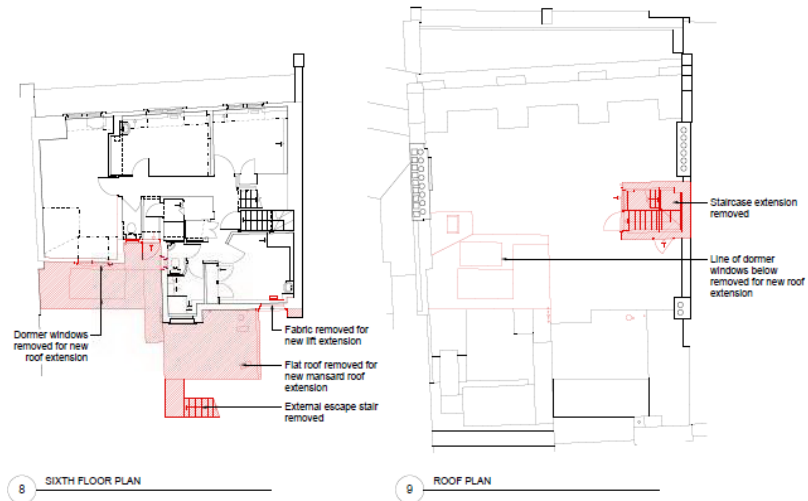 Staircase extension
removed
Line of dormer
windows below
removed for new roof
extension
Dormer windows
removed for new
roof extension
Fabric removed for
new lift extension
Flat roof removed for
new mansard roof
extension
External escape stair
removed
8 SIXTH FLOOR PLAN
9 ROOF PLAN